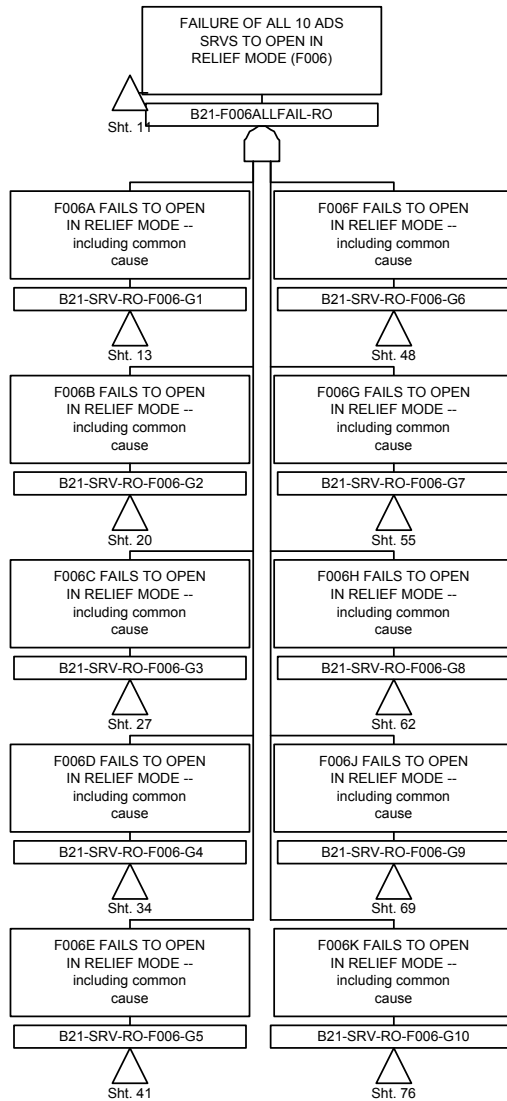 FAILURE OF ALL 10 ADS
SRVS TO OPEN IN
RELIEF MODE (F006)
Sht. 11
B21-F006ALLFAIL-RO
F006A FAILS TO OPEN
IN RELIEF MODE --
including common
cause
B21-SRV-RO-F006-G1
Sht. 13
F006F FAILS TO OPEN
IN RELIEF MODE --
including common
cause
B21-SRV-RO-F006-G6
Sht. 48
F006B FAILS TO OPEN
IN RELIEF MODE --
including common
cause
B21-SRV-RO-F006-G2
Sht. 20
F006G FAILS TO OPEN
IN RELIEF MODE --
including common
cause
B21-SRV-RO-F006-G7
Sht. 55
F006C FAILS TO OPEN
IN RELIEF MODE --
including common
cause
B21-SRV-RO-F006-G3
Sht. 27
F006H FAILS TO OPEN
IN RELIEF MODE --
including common
cause
B21-SRV-RO-F006-G8
Sht. 62
F006D FAILS TO OPEN
IN RELIEF MODE --
including common
cause
B21-SRV-RO-F006-G4
Sht. 34
F006J FAILS TO OPEN
IN RELIEF MODE --
including common
cause
B21-SRV-RO-F006-G9
Sht. 69
F006E FAILS TO OPEN
IN RELIEF MODE --
including common
cause
B21-SRV-RO-F006-G5
Sht. 41
F006K FAILS TO OPEN
IN RELIEF MODE --
including common
cause
B21-SRV-RO-F006-G10
Sht. 76